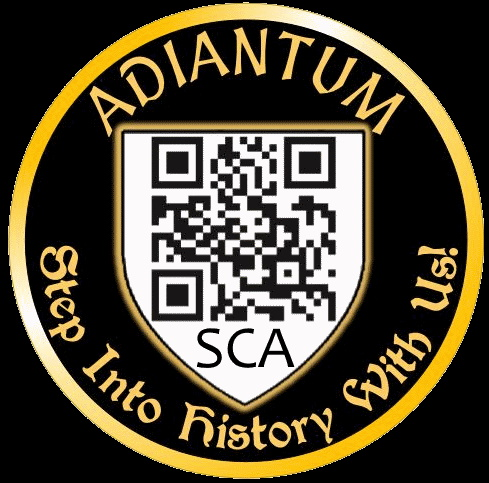 ADIANTUM
SCA
Step Into History With Us!